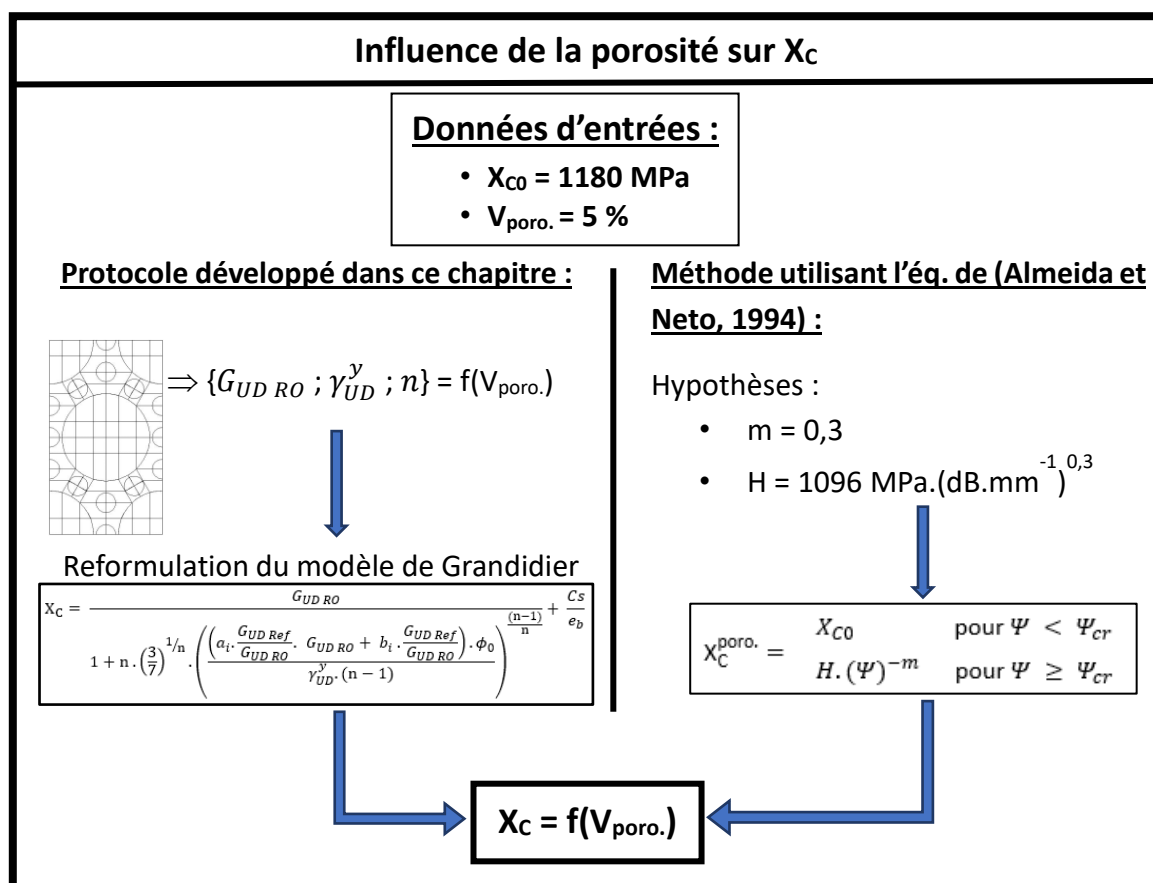 Influence de la porosité sur X_C
Données d'entrées :
• X_C0 = 1180 MPa
• V_poro. = 5 %
Protocole développé dans ce chapitre :
⇒ {G_UD RO ; γ_UD^y ; n} = f(V_poro.)
Reformulation du modèle de Grandidier
X_C = G_UD RO / (1 + n . (3/7)^(1/n) . (((a_i . G_UD Ref/G_UD RO . G_UD RO + b_i . G_UD Ref/G_UD RO) . ϕ_0) / (γ_UD^y . (n − 1)))^((n−1)/n)) + Cs/e_b
Méthode utilisant l'éq. de (Almeida et
Neto, 1994) :
Hypothèses :
• m = 0,3
• H = 1096 MPa.(dB.mm^-1)^0,3
X_C^poro. = X_C0 pour Ψ < Ψ_cr
H. (Ψ)^−m pour Ψ ≥ Ψ_cr
X_C = f(V_poro.)